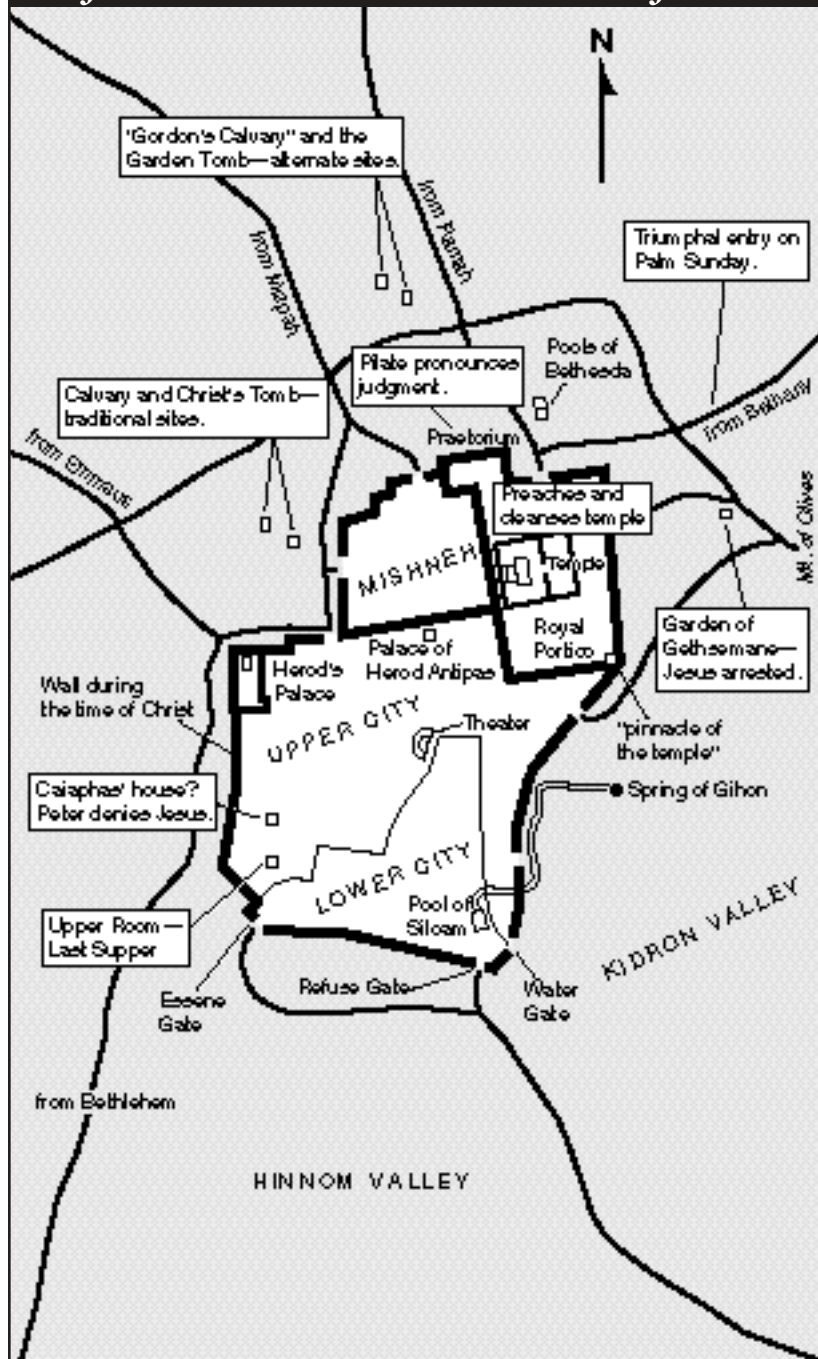 N
"Gordon's Calvary" and the
Garden Tomb—alternate sites.
from Ramah
from Mizpah
Triumphal entry on
Palm Sunday.
Pools of
Bethesda
Pilate pronounces
judgment.
Calvary and Christ's Tomb—
traditional sites.
from Bethany
from Emmaus
Praetorium
Preaches and
cleanses temple
Mt. of Olives
MISHNEH
Temple
Garden of
Gethsemane—
Jesus arrested.
Royal
Portico
Palace of
Herod Antipas
Herod's
Palace
Wall during
the time of Christ
UPPER CITY
Theater
"pinnacle of
the temple"
Spring of Gihon
Caiaphas' house?
Peter denies Jesus.
LOWER CITY
Pool of
Siloam
KIDRON VALLEY
Upper Room—
Last Supper
Essene
Gate
Refuse Gate
Water
Gate
from Bethlehem
HINNOM VALLEY